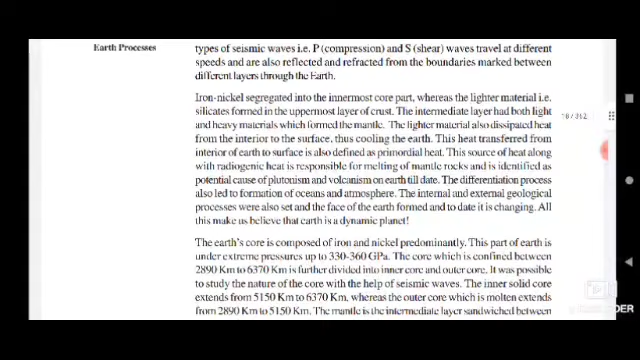 Earth Processes
types of seismic waves i.e. P (compression) and S (shear) waves travel at different
speeds and are also reflected and refracted from the boundaries marked between
different layers through the Earth.
Iron-nickel segregated into the innermost core part, whereas the lighter material i.e.
silicates formed in the uppermost layer of crust. The intermediate layer had both light
and heavy materials which formed the mantle. The lighter material also dissipated heat
from the interior to the surface, thus cooling the earth. This heat transferred from
interior of earth to surface is also defined as primordial heat. This source of heat along
with radiogenic heat is responsible for melting of mantle rocks and is identified as
potential cause of plutonism and volcanism on earth till date. The differentiation process
also led to formation of oceans and atmosphere. The internal and external geological
processes were also set and the face of the earth formed and to date it is changing. All
this make us believe that earth is a dynamic planet!
The earth's core is composed of iron and nickel predominantly. This part of earth is
under extreme pressures up to 330-360 GPa. The core which is confined between
2890 Km to 6370 Km is further divided into inner core and outer core. It was possible
to study the nature of the core with the help of seismic waves. The inner solid core
extends from 5150 Km to 6370 Km, whereas the outer core which is molten extends
from 2890 Km to 5150 Km. The mantle is the intermediate layer sandwiched between